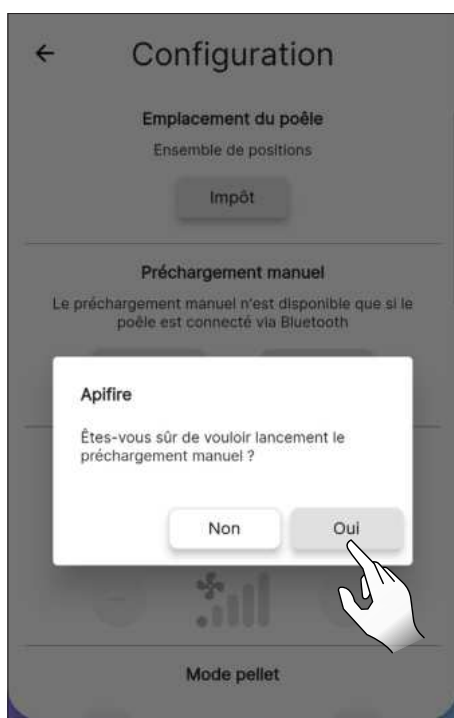 Configuration
Emplacement du poêle
Ensemble de positions
Impôt
Préchargement manuel
Le préchargement manuel n'est disponible que si le
poêle est connecté via Bluetooth
Apifire
Êtes-vous sûr de vouloir lancement le
préchargement manuel ?
Non
Oui
Mode pellet